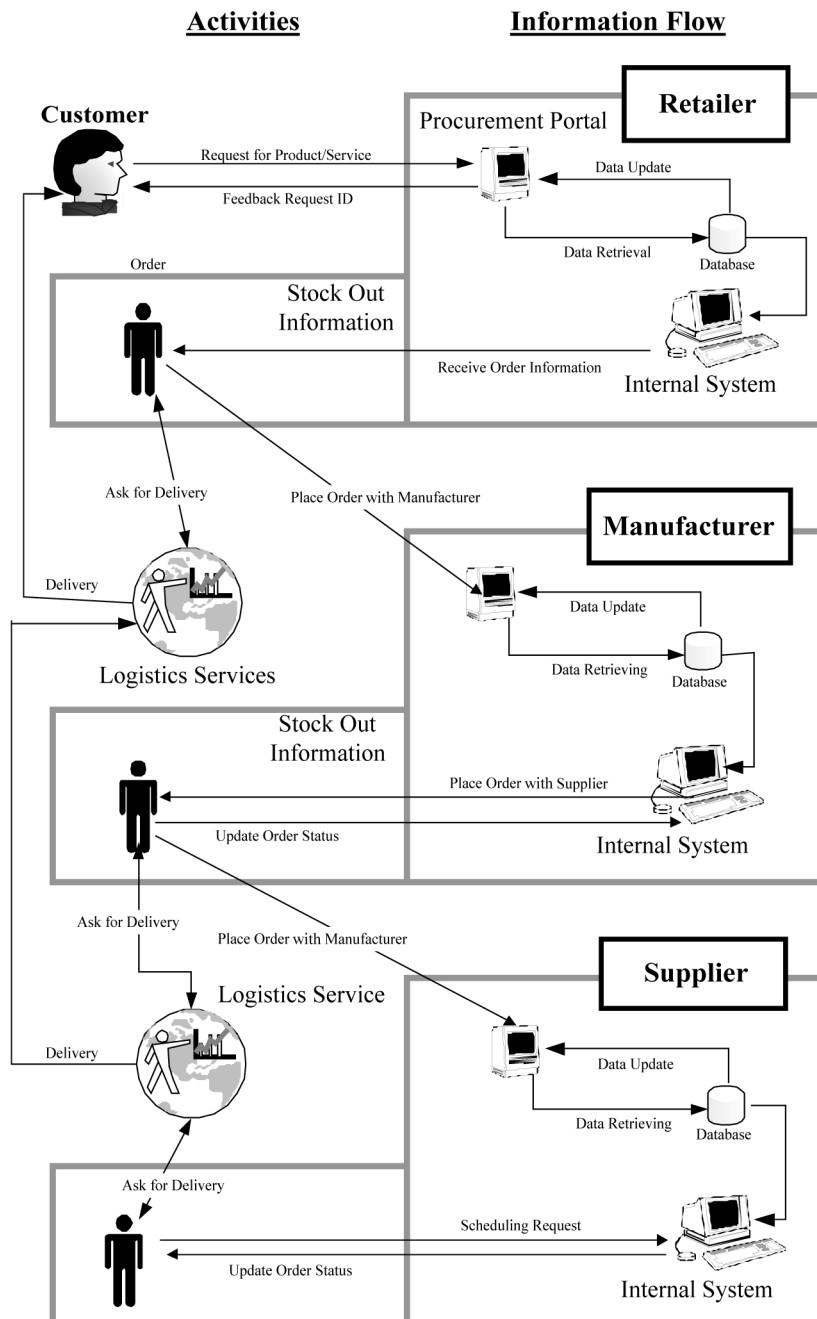 Activities
Information Flow
Retailer
Customer
Procurement Portal
Request for Product/Service
Data Update
Feedback Request ID
Data Retrieval
Database
Order
Stock Out
Information
Receive Order Information
Internal System
Ask for Delivery
Place Order with Manufacturer
Manufacturer
Delivery
Data Update
Data Retrieving
Database
Logistics Services
Stock Out
Information
Place Order with Supplier
Update Order Status
Internal System
Ask for Delivery
Place Order with Manufacturer
Supplier
Logistics Service
Delivery
Data Update
Data Retrieving
Database
Ask for Delivery
Scheduling Request
Update Order Status
Internal System